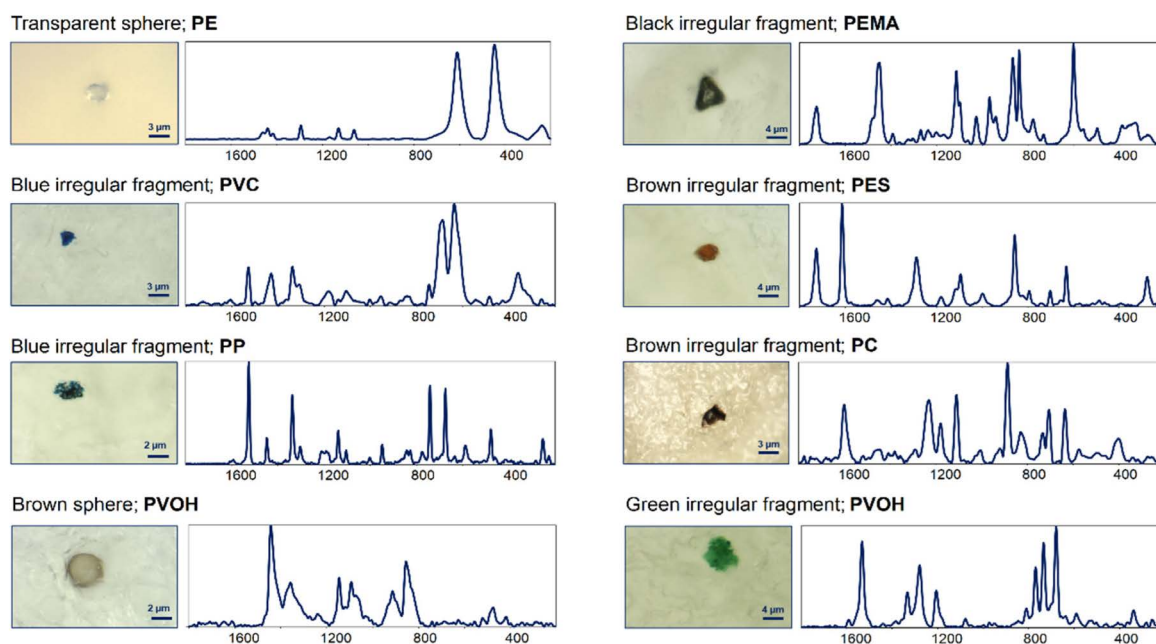 Transparent sphere; PE
3 µm
1600 1200 800 400
Blue irregular fragment; PVC
3 µm
1600 1200 800 400
Blue irregular fragment; PP
2 µm
1600 1200 800 400
Brown sphere; PVOH
2 µm
1600 1200 800 400
Black irregular fragment; PEMA
4 µm
1600 1200 800 400
Brown irregular fragment; PES
4 µm
1600 1200 800 400
Brown irregular fragment; PC
3 µm
1600 1200 800 400
Green irregular fragment; PVOH
4 µm
1600 1200 800 400